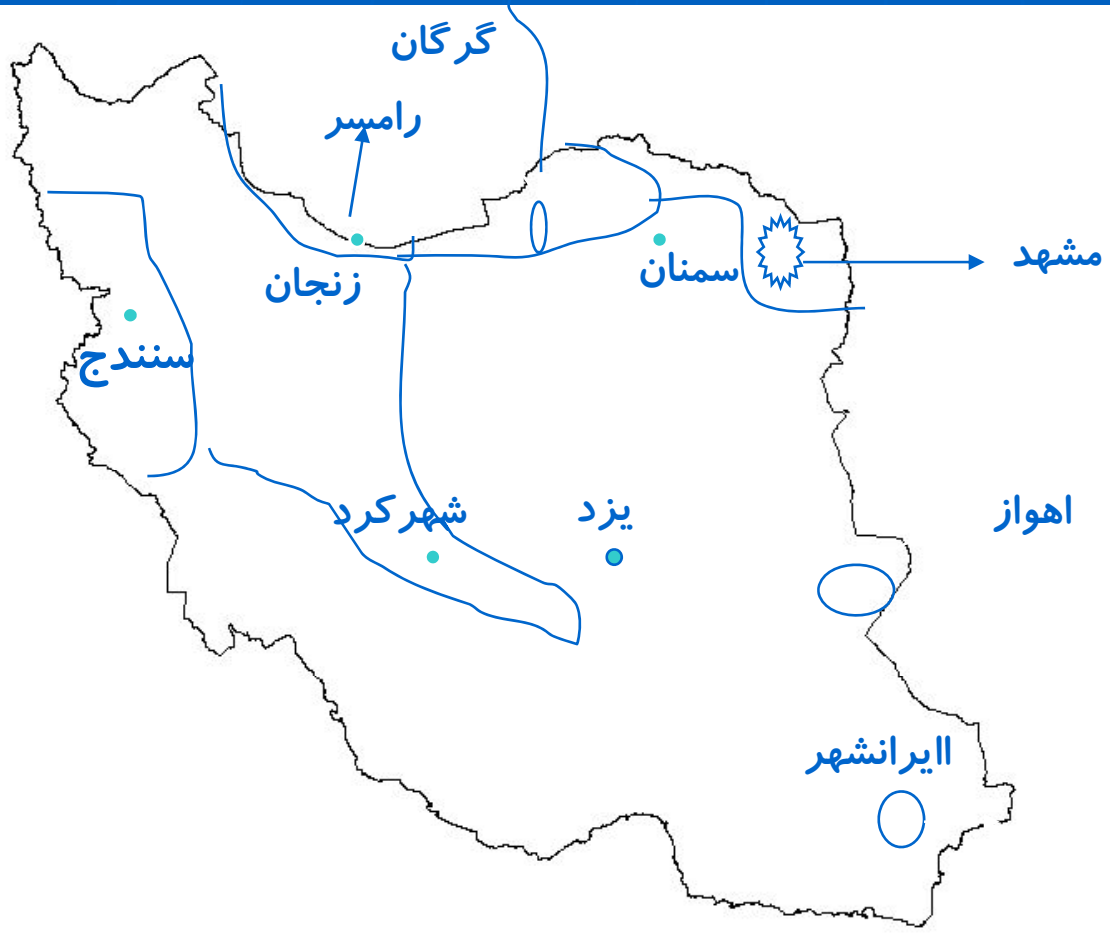 گرگان
رامسر
مشهد
سمنان
زنجان
سنندج
اهواز
یزد
شهرکرد
اایرانشهر